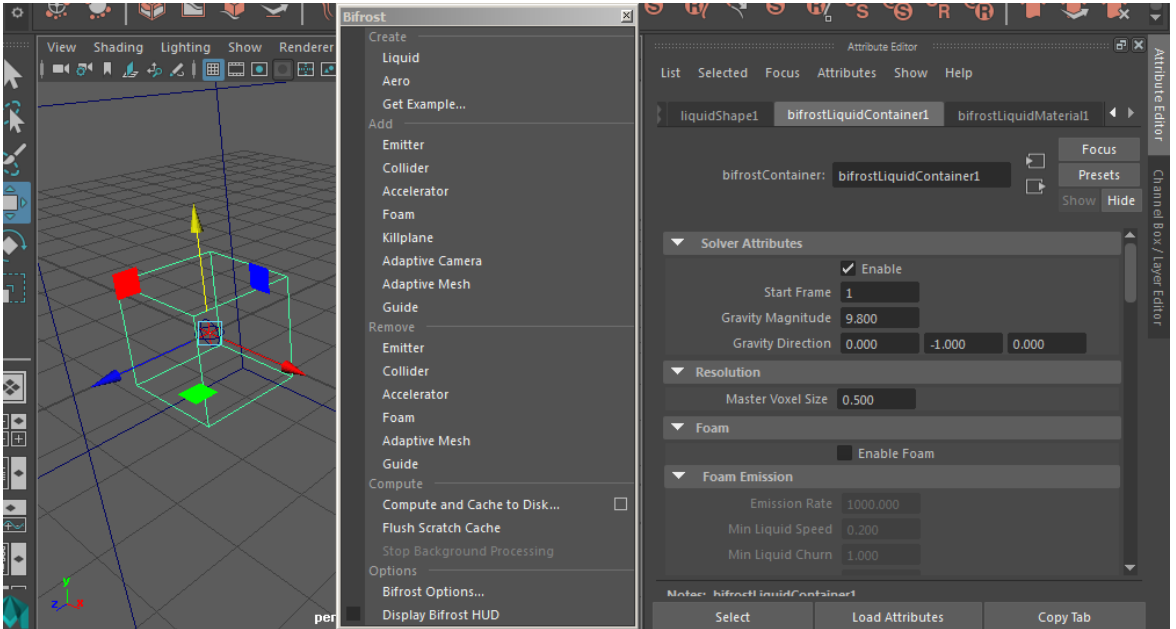 View Shading Lighting Show Renderer
per
y
z x
Bifrost
Create
Liquid
Aero
Get Example...
Add
Emitter
Collider
Accelerator
Foam
Killplane
Adaptive Camera
Adaptive Mesh
Guide
Remove
Emitter
Collider
Accelerator
Foam
Adaptive Mesh
Guide
Compute
Compute and Cache to Disk...
Flush Scratch Cache
Stop Background Processing
Options
Bifrost Options...
Display Bifrost HUD
Attribute Editor
List Selected Focus Attributes Show Help
liquidShape1 bifrostLiquidContainer1 bifrostLiquidMaterial1
Focus
bifrostContainer: bifrostLiquidContainer1 Presets
Show Hide
Solver Attributes
Enable
Start Frame 1
Gravity Magnitude 9.800
Gravity Direction 0.000 -1.000 0.000
Resolution
Master Voxel Size 0.500
Foam
Enable Foam
Foam Emission
Emission Rate 1000.000
Min Liquid Speed 0.200
Min Liquid Churn 1.000
Notes: bifrostLiquidContainer1
Select Load Attributes Copy Tab
Attribute Editor
Channel Box / Layer Editor